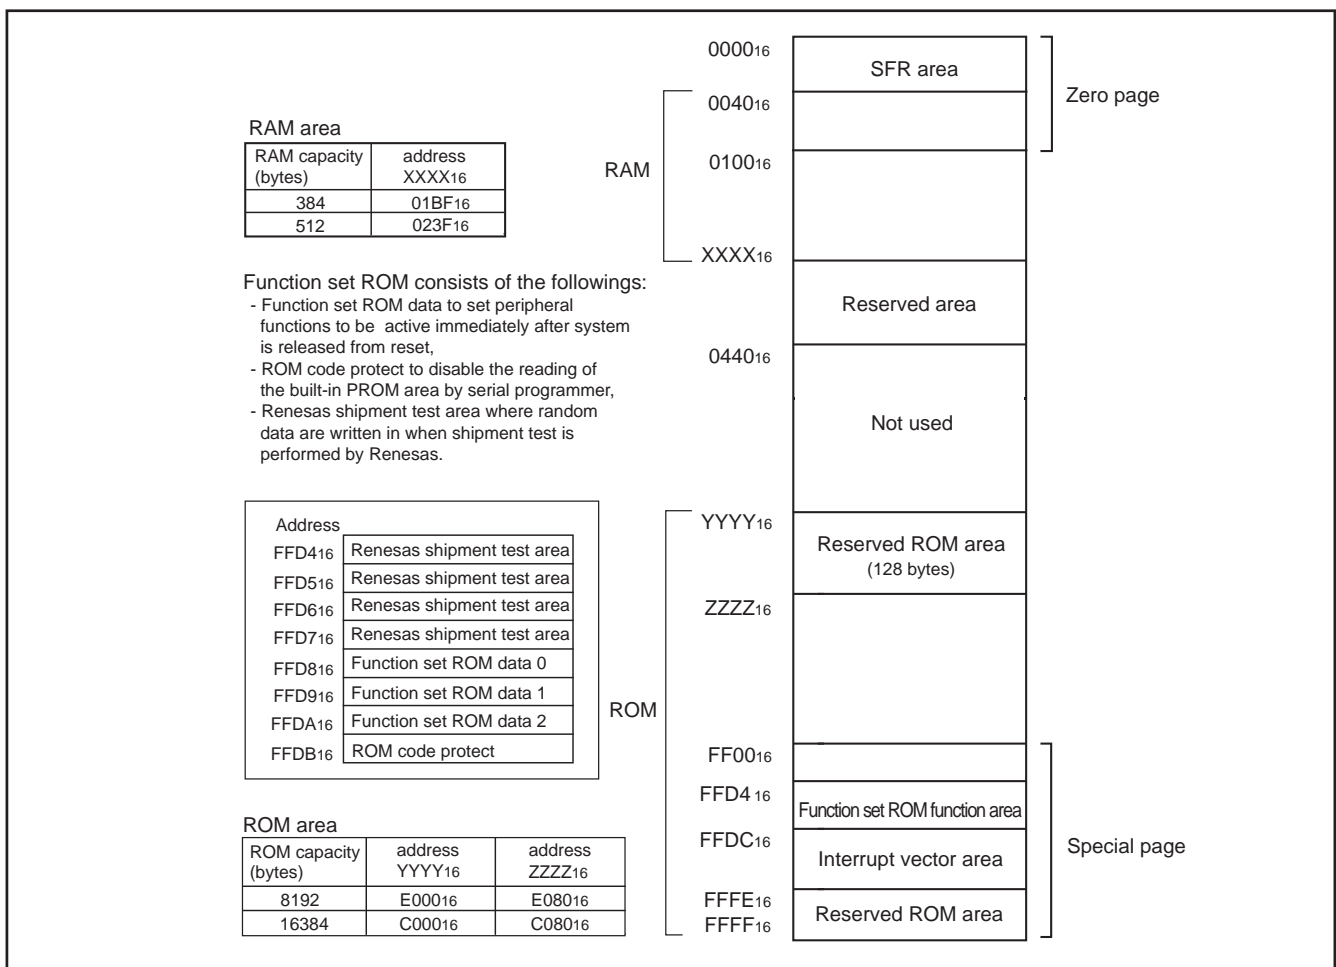 RAM area
RAM capacity (bytes) address XXXX16
384 01BF16
512 023F16
Function set ROM consists of the followings:
- Function set ROM data to set peripheral
functions to be active immediately after system
is released from reset,
- ROM code protect to disable the reading of
the built-in PROM area by serial programmer,
- Renesas shipment test area where random
data are written in when shipment test is
performed by Renesas.
Address
FFD416 Renesas shipment test area
FFD516 Renesas shipment test area
FFD616 Renesas shipment test area
FFD716 Renesas shipment test area
FFD816 Function set ROM data 0
FFD916 Function set ROM data 1
FFDA16 Function set ROM data 2
FFDB16 ROM code protect
ROM area
ROM capacity (bytes) address YYYY16 address ZZZZ16
8192 E00016 E08016
16384 C00016 C08016
RAM
ROM
000016
SFR area
004016
Zero page
010016
XXXX16
Reserved area
044016
Not used
YYYY16
Reserved ROM area
(128 bytes)
ZZZZ16
FF0016
FFD4 16
Function set ROM function area
FFDC16
Interrupt vector area
Special page
FFFE16
Reserved ROM area
FFFF16